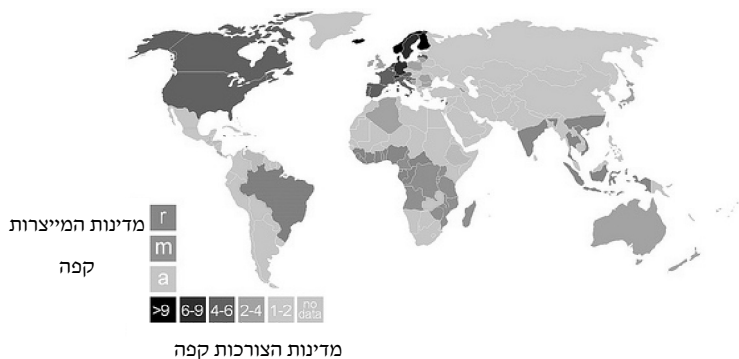 מדינות המייצרות
קפה
r
m
a
>9 6-9 4-6 2-4 1-2 no data
מדינות הצורכות קפה